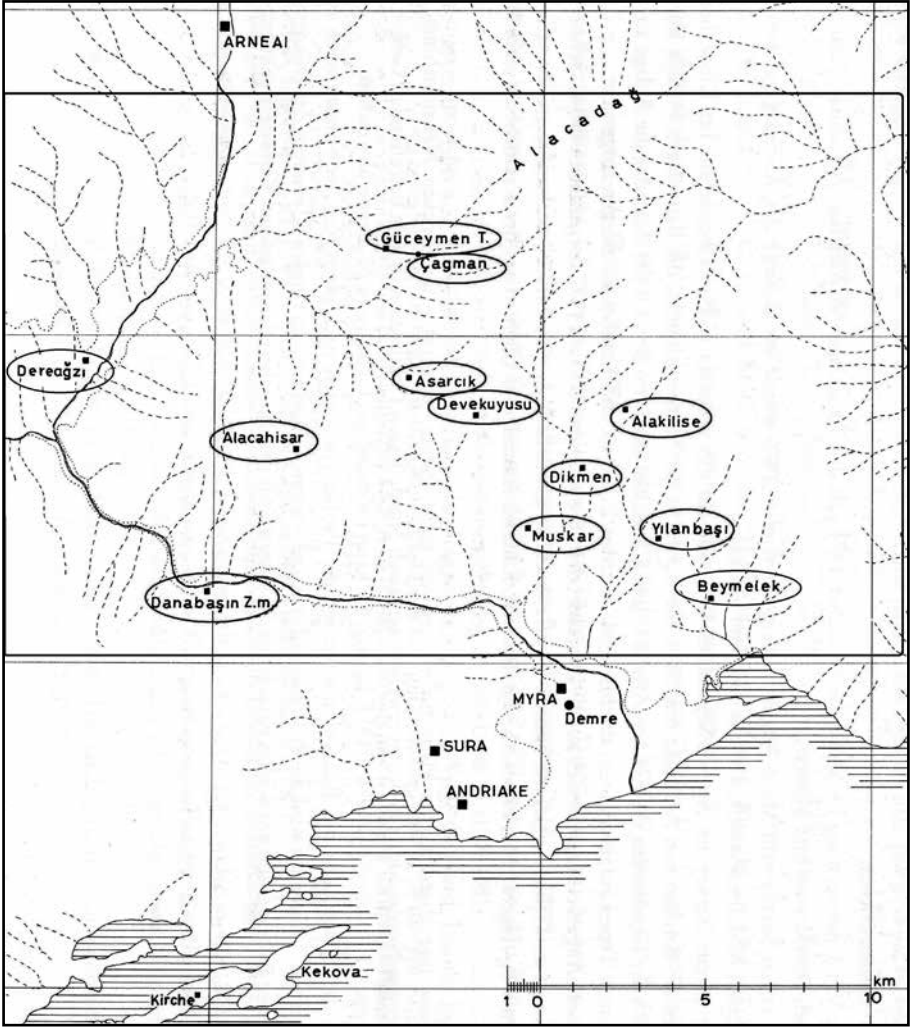 ARNEAI
Alacadağ
Güceymen T.
Çagman
Dereağzı
Asarcık
Devekuyusu
Alakilise
Alacahisar
Dikmen
Muskar
Yılanbaşı
Beymelek
Danabaşın Z.m.
MYRA
Demre
SURA
ANDRIAKE
Kekova
Kirche
km
1 0 5 10